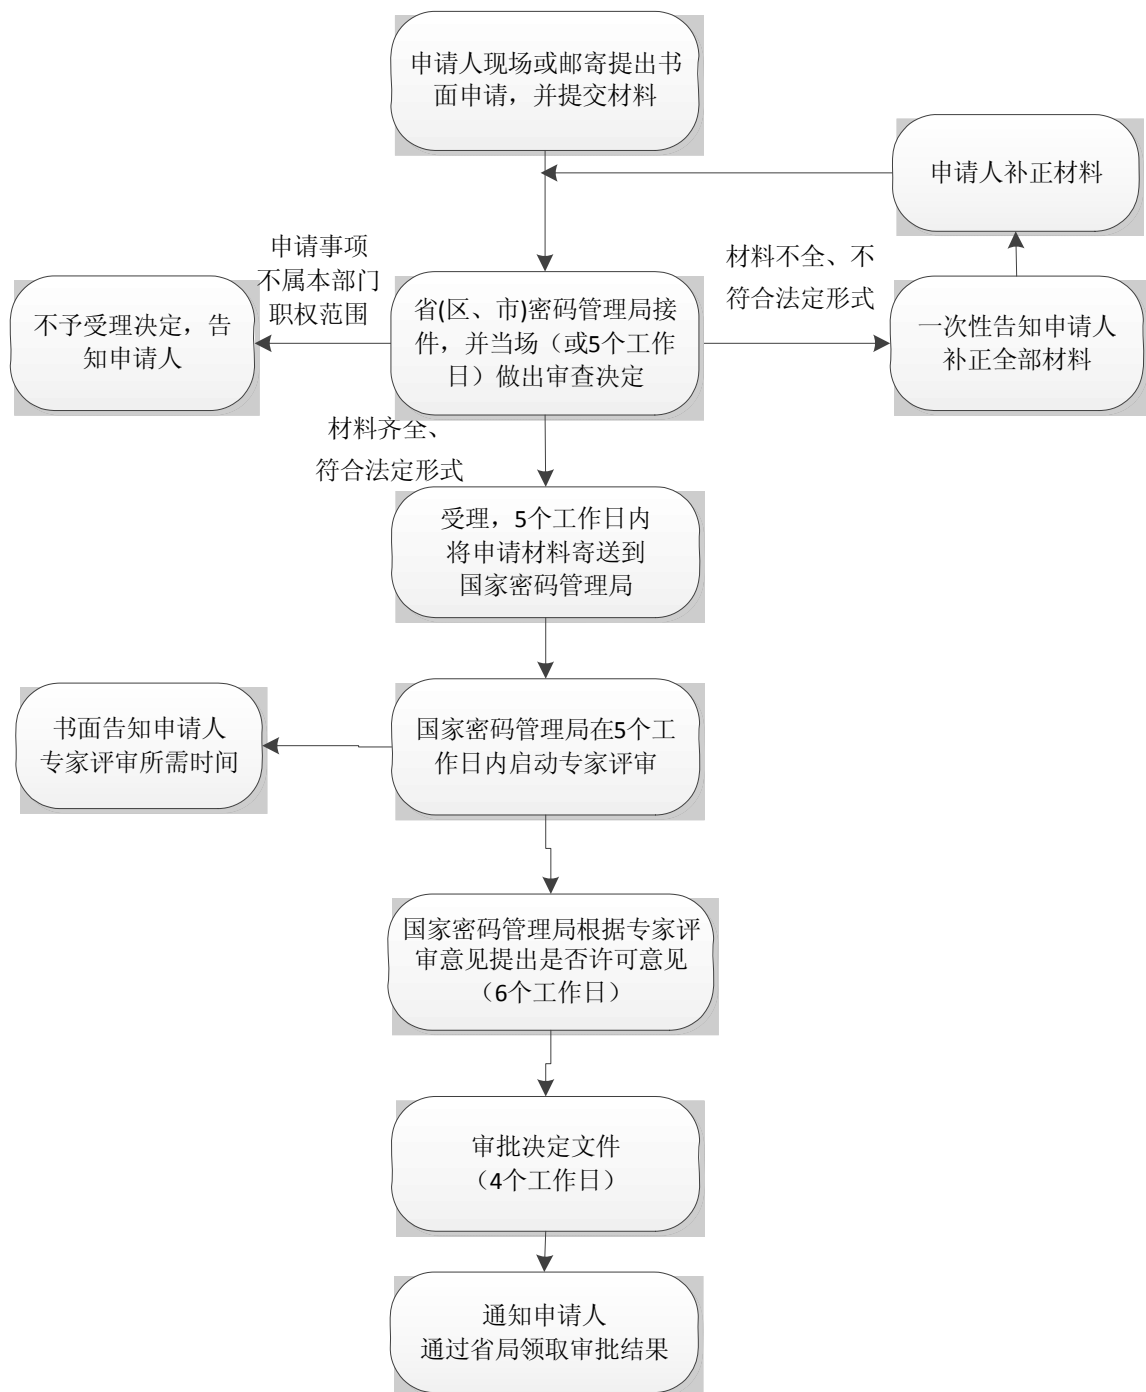 申请人现场或邮寄提出书
面申请，并提交材料
申请人补正材料
申请事项
不属本部门
职权范围
材料不全、不
符合法定形式
不予受理决定，告
知申请人
省(区、市)密码管理局接
件，并当场（或5个工作
日）做出审查决定
一次性告知申请人
补正全部材料
材料齐全、
符合法定形式
受理，5个工作日内
将申请材料寄送到
国家密码管理局
书面告知申请人
专家评审所需时间
国家密码管理局在5个工
作日内启动专家评审
国家密码管理局根据专家评
审意见提出是否许可意见
（6个工作日）
审批决定文件
（4个工作日）
通知申请人
通过省局领取审批结果